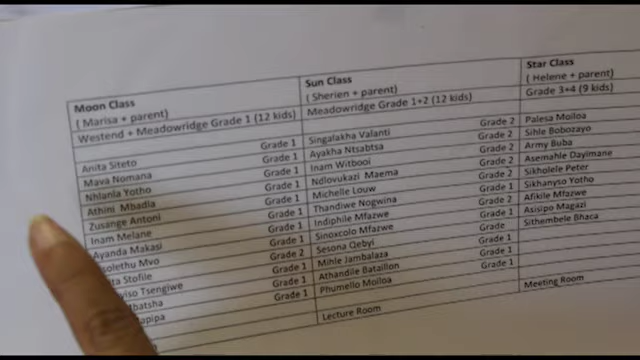 Moon Class
( Marisa + parent)
Westend + Meadowridge Grade 1 (12 kids)
Anita Siteto Grade 1
Mava Nomana Grade 1
Nhlanla Yotho Grade 1
Athini Mbadla Grade 1
Zusange Antoni Grade 1
Inam Melane Grade 1
Ayanda Makasi Grade 1
Mvo Grade 2
Stofile Grade 1
Tsengiwe Grade 1
Grade 1
Sun Class
( Sherien + parent)
Meadowridge Grade 1+2 (12 kids)
Singalakha Valanti Grade 2
Ayakha Ntsabtsa Grade 2
Inam Witbooi Grade 2
Ndlovukazi Maema Grade 2
Michelle Louw Grade 2
Thandiwe Nogwina Grade 1
Indiphile Mfazwe Grade 2
Sinoxcolo Mfazwe Grade 1
Sesona Qebyi Grade
Mihle Jambalaza Grade 1
Athandile Bataillon Grade 1
Phumello Molloa Grade 1
Lecture Room
Star Class
( Helene + parent)
Grade 3+4 (9 kids)
Palesa Molloa
Sihle Bobozayo
Army Buba
Asemahle Dayimane
Sikholele Peter
Sikhanyso Yotho
Afikile Mfazwe
Asisipo Magazi
Sithembele Bhaca
Meeting Room